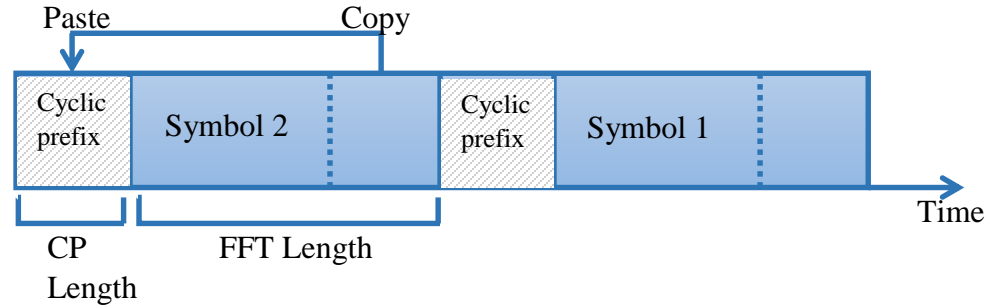 Paste
Copy
Cyclic
prefix
Symbol 2
Cyclic
prefix
Symbol 1
Time
CP
Length
FFT Length